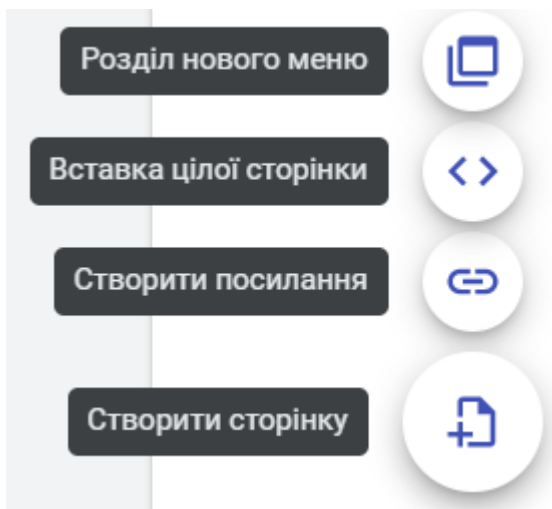 Розділ нового меню
Вставка цілої сторінки
Створити посилання
Створити сторінку